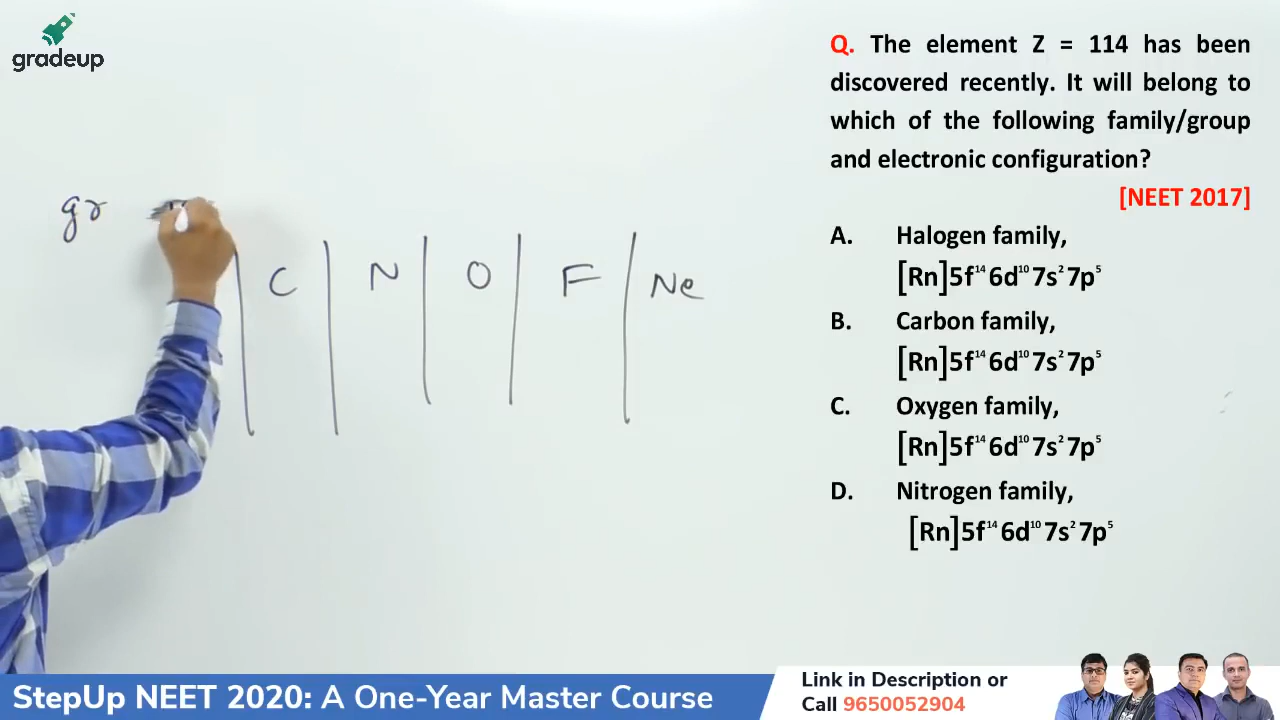 gradeup
Q. The element Z = 114 has been
discovered recently. It will belong to
which of the following family/group
and electronic configuration?
[NEET 2017]
A. Halogen family,
[Rn]5f¹⁴6d¹⁰7s²7p⁵
B. Carbon family,
[Rn]5f¹⁴6d¹⁰7s²7p⁵
C. Oxygen family,
[Rn]5f¹⁴6d¹⁰7s²7p⁵
D. Nitrogen family,
[Rn]5f¹⁴6d¹⁰7s²7p⁵
gr
C N O F Ne
StepUp NEET 2020: A One-Year Master Course
Link in Description or
Call 9650052904